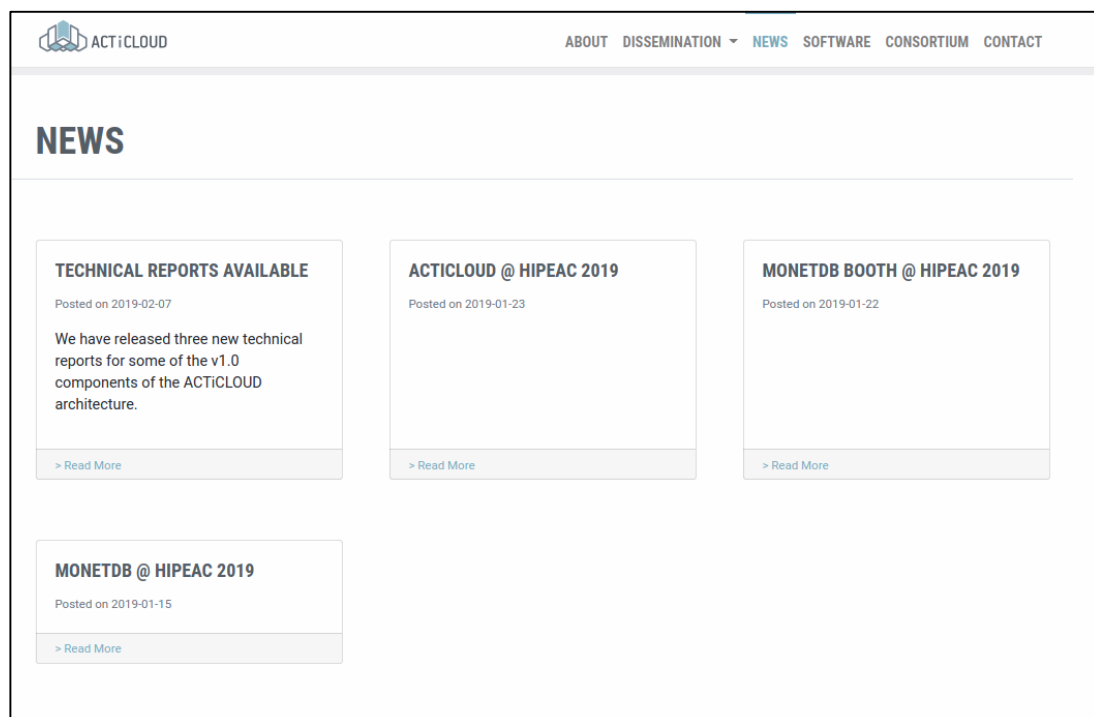 ACTiCLOUD
ABOUT DISSEMINATION NEWS SOFTWARE CONSORTIUM CONTACT
NEWS
TECHNICAL REPORTS AVAILABLE
Posted on 2019-02-07
We have released three new technical
reports for some of the v1.0
components of the ACTiCLOUD
architecture.
> Read More
ACTICLOUD @ HIPEAC 2019
Posted on 2019-01-23
> Read More
MONETDB BOOTH @ HIPEAC 2019
Posted on 2019-01-22
> Read More
MONETDB @ HIPEAC 2019
Posted on 2019-01-15
> Read More